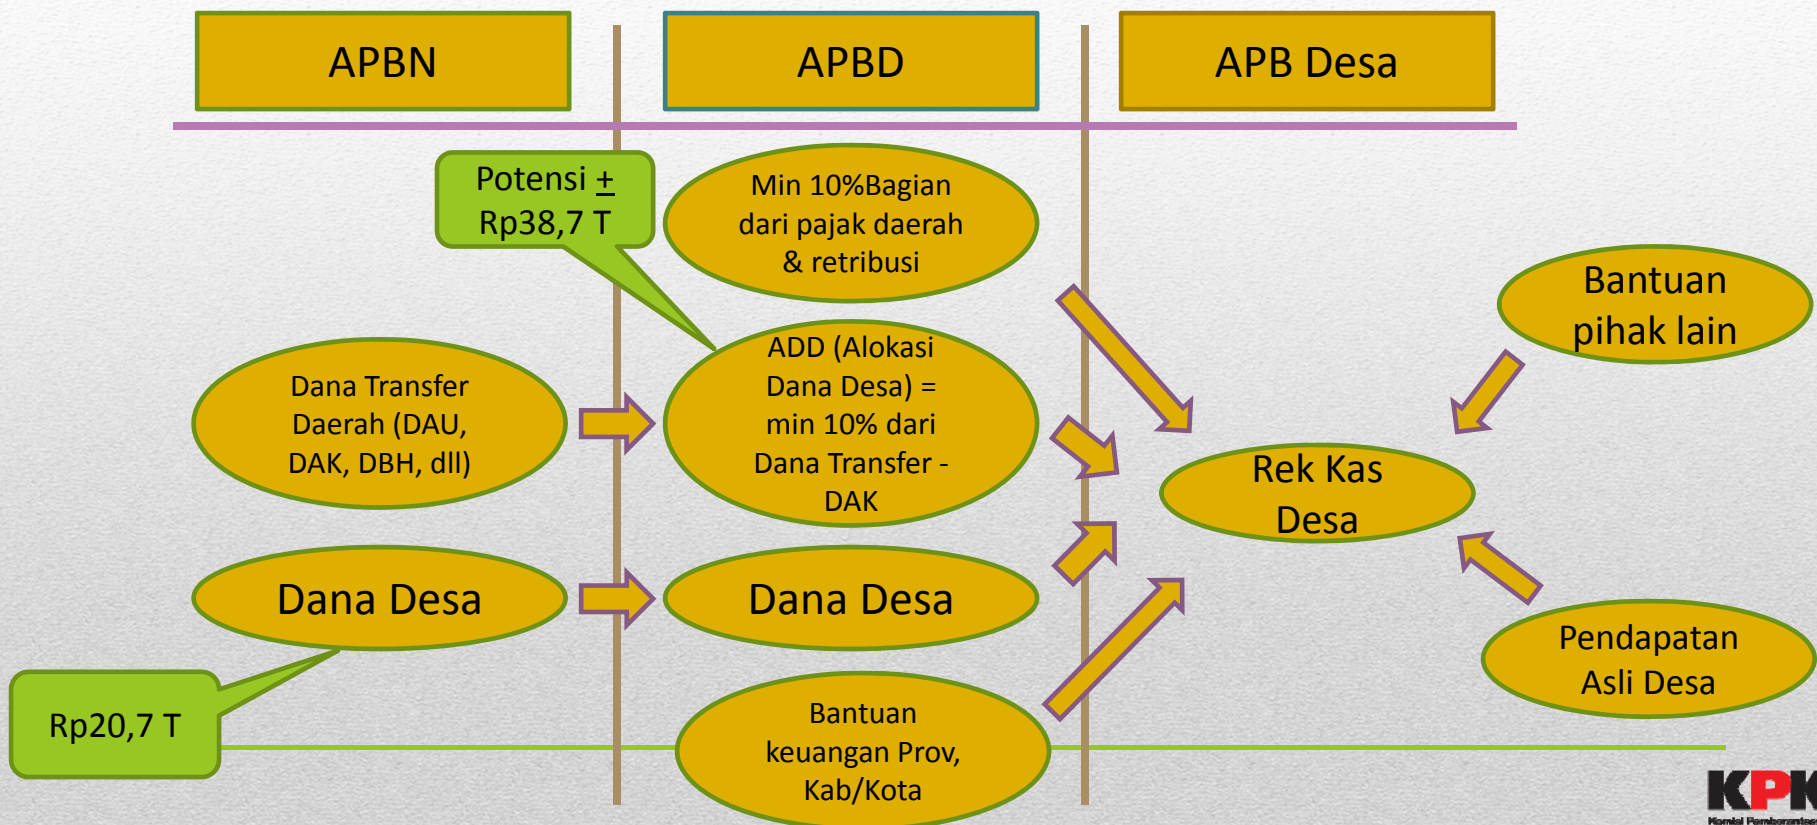 APBN
APBD
APB Desa
Potensi +
Rp38,7 T
Min 10%Bagian
dari pajak daerah
& retribusi
Dana Transfer
Daerah (DAU,
DAK, DBH, dll)
ADD (Alokasi
Dana Desa) =
min 10% dari
Dana Transfer -
DAK
Bantuan
pihak lain
Rek Kas
Desa
Dana Desa
Dana Desa
Rp20,7 T
Bantuan
keuangan Prov,
Kab/Kota
Pendapatan
Asli Desa
KPK